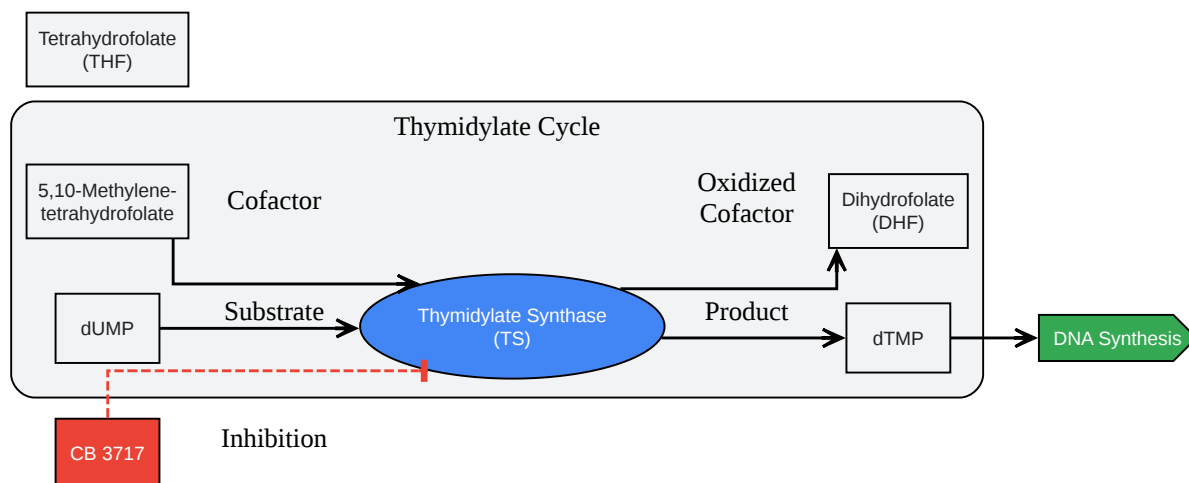 Tetrahydrofolate
(THF)
Thymidylate Cycle
5,10-Methylene-
tetrahydrofolate
Cofactor
Oxidized
Cofactor
Dihydrofolate
(DHF)
dUMP
Substrate
Thymidylate Synthase
(TS)
Product
dTMP
DNA Synthesis
CB 3717
Inhibition